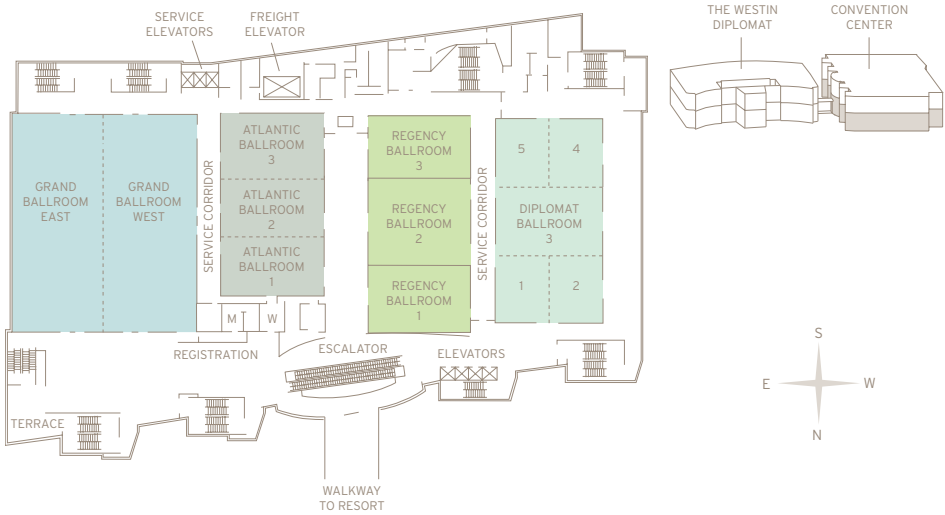 SERVICE
ELEVATORS
FREIGHT
ELEVATOR
THE WESTIN
DIPLOMAT
CONVENTION
CENTER
GRAND
BALLROOM
EAST
GRAND
BALLROOM
WEST
SERVICE CORRIDOR
ATLANTIC
BALLROOM
3
ATLANTIC
BALLROOM
2
ATLANTIC
BALLROOM
1
REGENCY
BALLROOM
3
REGENCY
BALLROOM
2
REGENCY
BALLROOM
1
SERVICE CORRIDOR
5
4
DIPLOMAT
BALLROOM
3
1
2
M
W
REGISTRATION
ESCALATOR
ELEVATORS
TERRACE
WALKWAY
TO RESORT
S
E
W
N